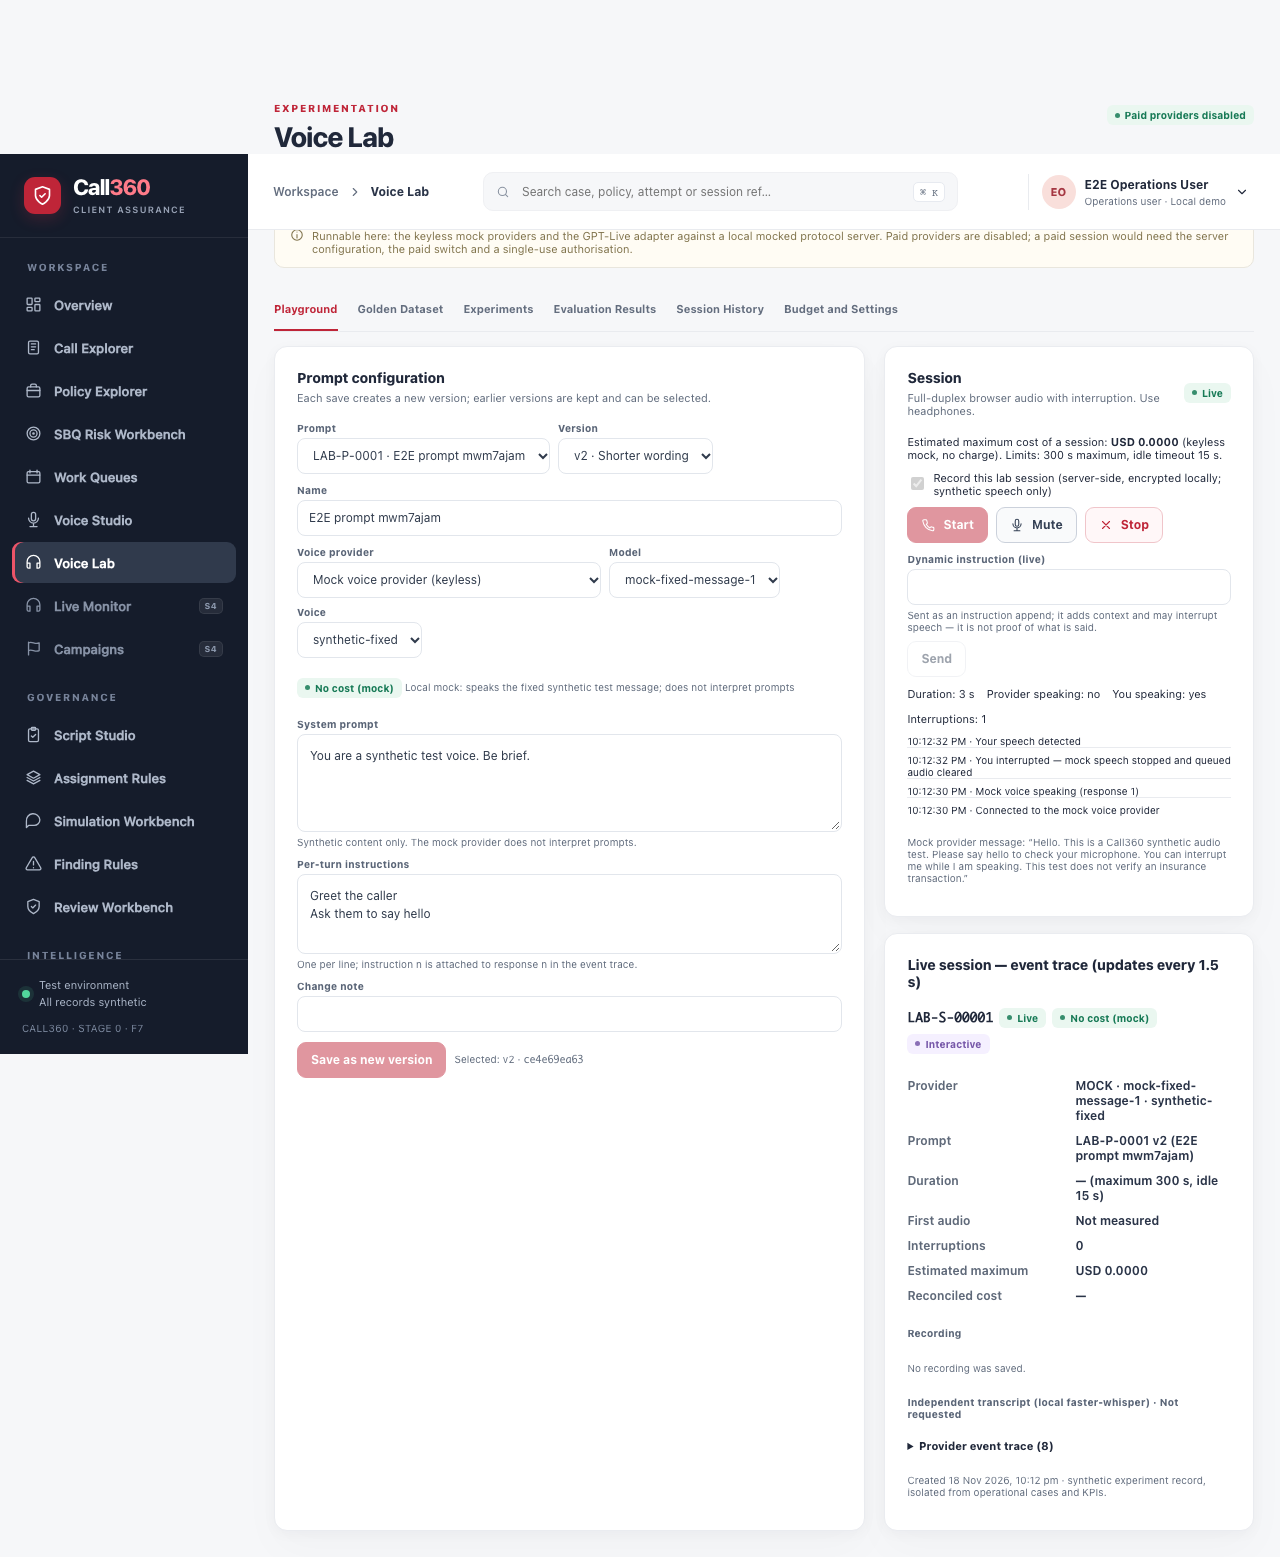 EXPERIMENTATION
Voice Lab
Paid providers disabled
Call360
CLIENT ASSURANCE
Workspace
Voice Lab
Search case, policy, attempt or session ref...
⌘ K
EO
E2E Operations User
Operations user · Local demo
WORKSPACE
Overview
Call Explorer
Policy Explorer
SBQ Risk Workbench
Work Queues
Voice Studio
Voice Lab
Live Monitor
S4
Campaigns
S4
GOVERNANCE
Script Studio
Assignment Rules
Simulation Workbench
Finding Rules
Review Workbench
INTELLIGENCE
Test environment
All records synthetic
CALL360 · STAGE 0 · F7
Runnable here: the keyless mock providers and the GPT-Live adapter against a local mocked protocol server. Paid providers are disabled; a paid session would need the server
configuration, the paid switch and a single-use authorisation.
Playground
Golden Dataset
Experiments
Evaluation Results
Session History
Budget and Settings
Prompt configuration
Each save creates a new version; earlier versions are kept and can be selected.
Prompt
Version
LAB-P-0001 · E2E prompt mwm7ajam
v2 · Shorter wording
Name
E2E prompt mwm7ajam
Voice provider
Model
Mock voice provider (keyless)
mock-fixed-message-1
Voice
synthetic-fixed
No cost (mock)
Local mock: speaks the fixed synthetic test message; does not interpret prompts
System prompt
You are a synthetic test voice. Be brief.
Synthetic content only. The mock provider does not interpret prompts.
Per-turn instructions
Greet the caller
Ask them to say hello
One per line; instruction n is attached to response n in the event trace.
Change note
Save as new version
Selected: v2 · ce4e69ea63
Session
Full-duplex browser audio with interruption. Use
headphones.
Live
Estimated maximum cost of a session: USD 0.0000 (keyless
mock, no charge). Limits: 300 s maximum, idle timeout 15 s.
Record this lab session (server-side, encrypted locally;
synthetic speech only)
Start
Mute
Stop
Dynamic instruction (live)
Sent as an instruction append; it adds context and may interrupt
speech — it is not proof of what is said.
Send
Duration: 3 s
Provider speaking: no
You speaking: yes
Interruptions: 1
10:12:32 PM · Your speech detected
10:12:32 PM · You interrupted — mock speech stopped and queued
audio cleared
10:12:30 PM · Mock voice speaking (response 1)
10:12:30 PM · Connected to the mock voice provider
Mock provider message: “Hello. This is a Call360 synthetic audio
test. Please say hello to check your microphone. You can interrupt
me while I am speaking. This test does not verify an insurance
transaction.”
Live session — event trace (updates every 1.5
s)
LAB-S-00001
Live
No cost (mock)
Interactive
Provider
MOCK · mock-fixed-
message-1 · synthetic-
fixed
Prompt
LAB-P-0001 v2 (E2E
prompt mwm7ajam)
Duration
— (maximum 300 s, idle
15 s)
First audio
Not measured
Interruptions
0
Estimated maximum
USD 0.0000
Reconciled cost
—
Recording
No recording was saved.
Independent transcript (local faster-whisper) · Not
requested
Provider event trace (8)
Created 18 Nov 2026, 10:12 pm · synthetic experiment record,
isolated from operational cases and KPIs.